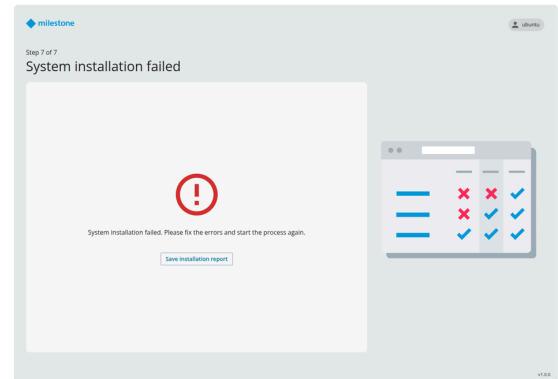 milestone
ubuntu
Step 7 of 7
System installation failed
System installation failed. Please fix the errors and start the process again.
Save installation report
v1.0.0